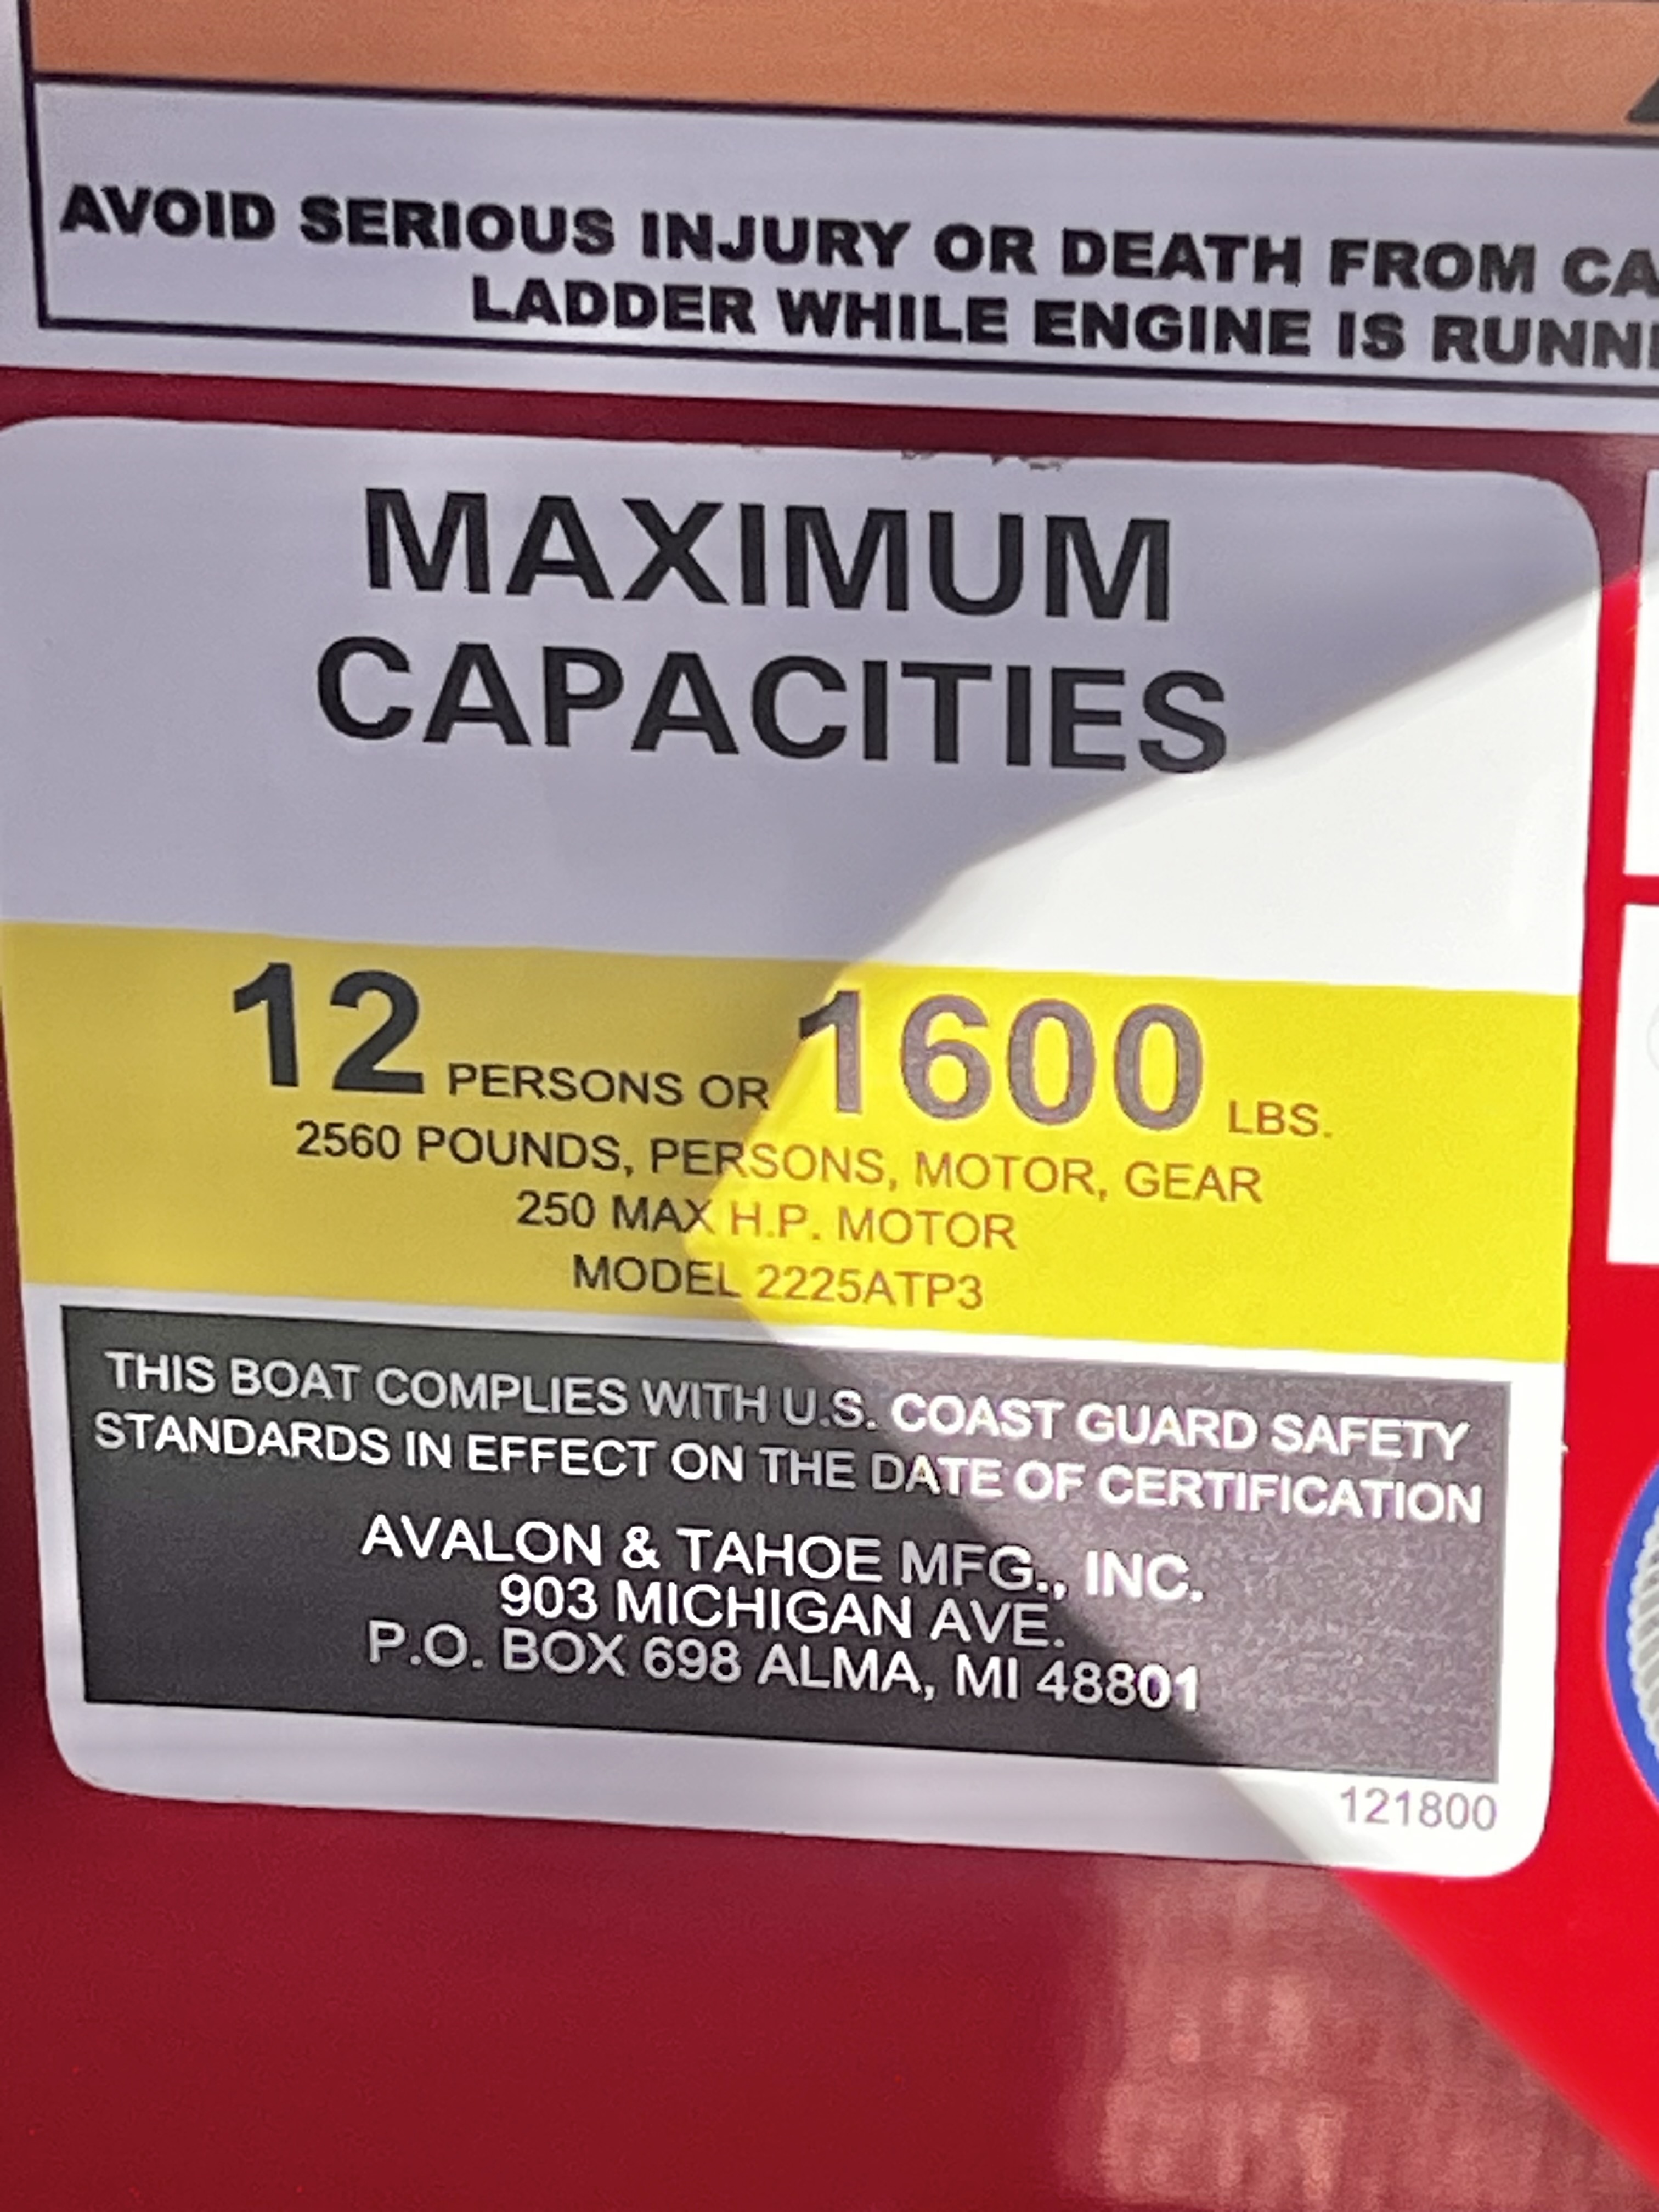 AVOID SERIOUS INJURY OR DEATH FROM CA
LADDER WHILE ENGINE IS RUNNI
MAXIMUM
CAPACITIES
12 PERSONS OR 1600 LBS.
2560 POUNDS, PERSONS, MOTOR, GEAR
250 MAX H.P. MOTOR
MODEL 2225ATP3
THIS BOAT COMPLIES WITH U.S. COAST GUARD SAFETY
STANDARDS IN EFFECT ON THE DATE OF CERTIFICATION
AVALON & TAHOE MFG., INC.
903 MICHIGAN AVE.
P.O. BOX 698 ALMA, MI 48801
121800